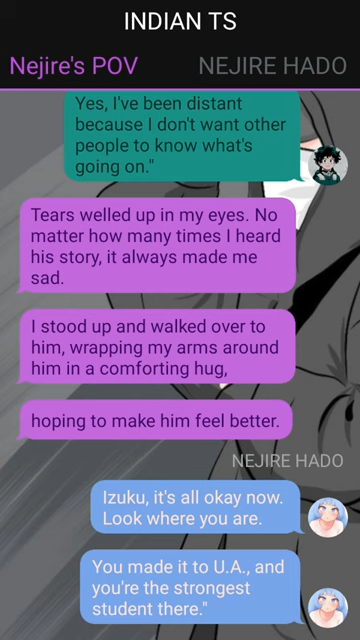 INDIAN TS
Nejire's POV NEJIRE HADO
Yes, I've been distant
because I don't want other
people to know what's
going on."
Tears welled up in my eyes. No
matter how many times I heard
his story, it always made me
sad.
I stood up and walked over to
him, wrapping my arms around
him in a comforting hug,
hoping to make him feel better.
NEJIRE HADO
Izuku, it's all okay now.
Look where you are.
You made it to U.A., and
you're the strongest
student there."